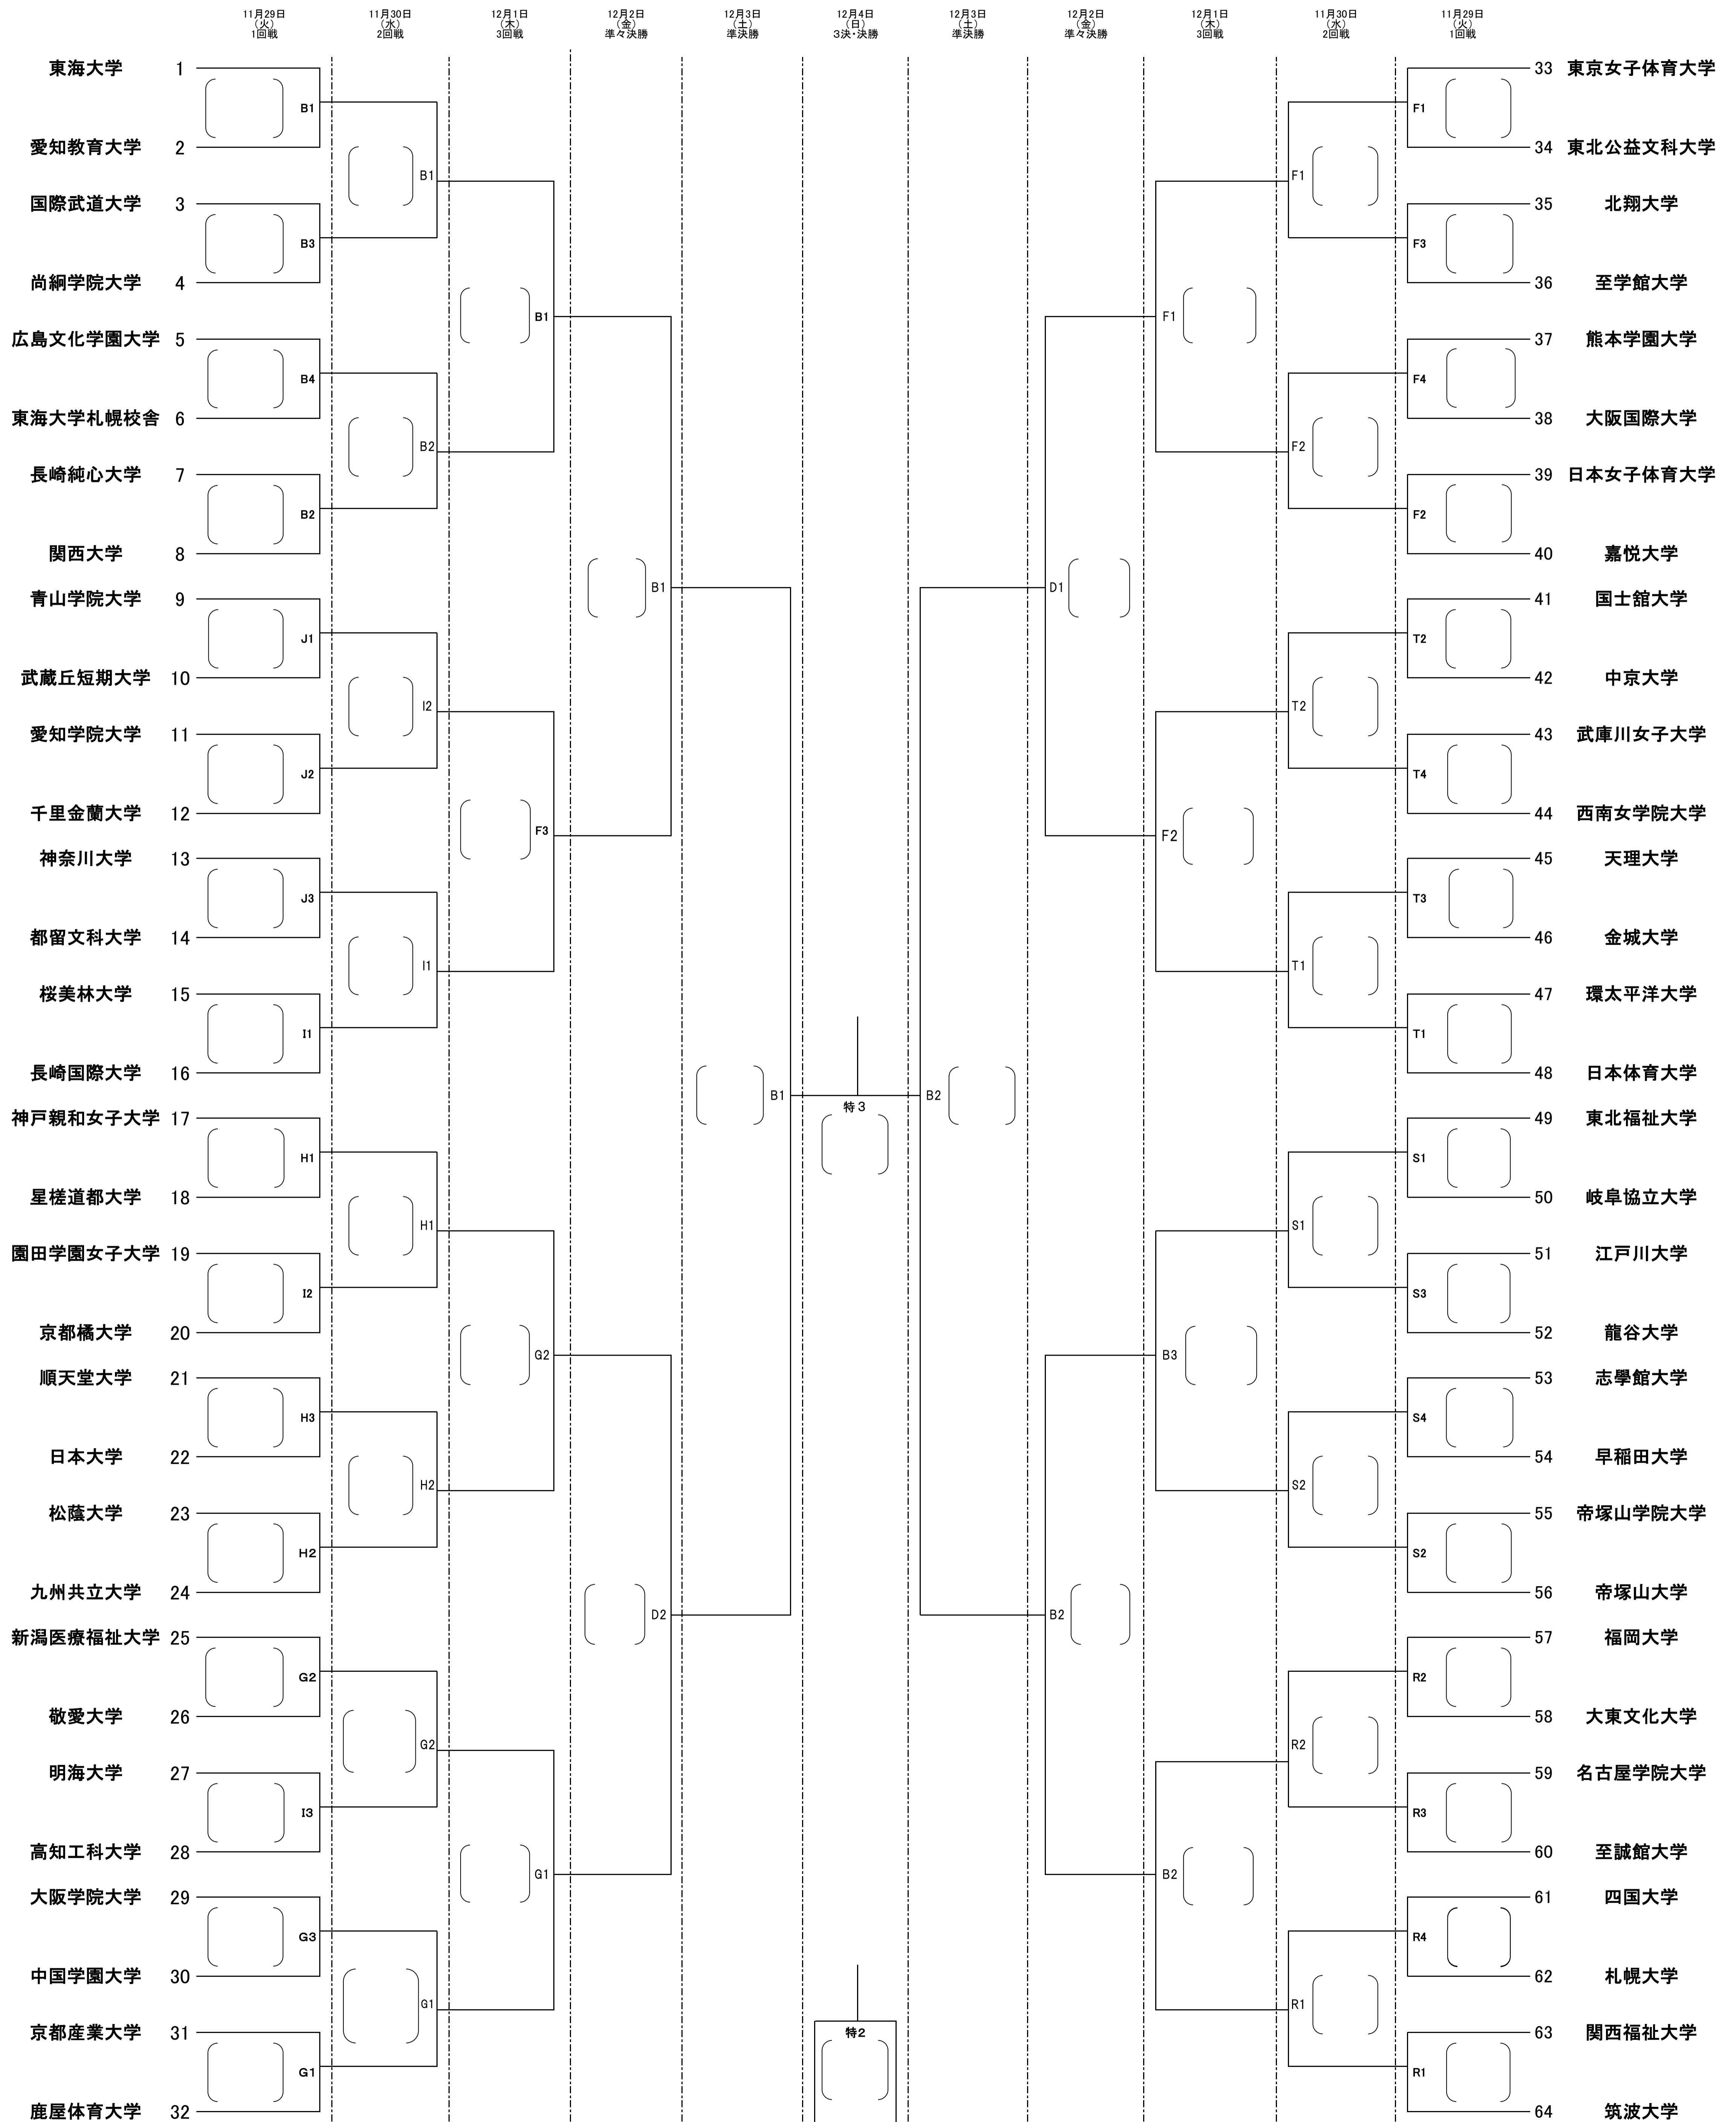 11月29日 11月30日 12月1日 12月2日 12月3日 12月4日 12月3日 12月2日 12月1日 11月30日 11月29日
（火） （水） （木） （金） （土） （日） （土） （金） （木） （水） （火）
1回戦 2回戦 3回戦 準々決勝 準決勝 3決・決勝 準決勝 準々決勝 3回戦 2回戦 1回戦
東海大学 1 33 東京女子体育大学
B1 F1
愛知教育大学 2 34 東北公益文科大学
B1 F1
国際武道大学 3 35 北翔大学
B3 F3
尚絅学院大学 4 36 至学館大学
B1 F1
広島文化学園大学 5 37 熊本学園大学
B4 F4
東海大学札幌校舎 6 38 大阪国際大学
B2 F2
長崎純心大学 7 39 日本女子体育大学
B2 F2
関西大学 8 40 嘉悦大学
B1 D1
青山学院大学 9 41 国士舘大学
J1 T2
武蔵丘短期大学 10 42 中京大学
I2 T2
愛知学院大学 11 43 武庫川女子大学
J2 T4
千里金蘭大学 12 44 西南女学院大学
F3 F2
神奈川大学 13 45 天理大学
J3 T3
都留文科大学 14 46 金城大学
I1 T1
桜美林大学 15 47 環太平洋大学
I1 T1
長崎国際大学 16 48 日本体育大学
B1 特３ B2
神戸親和女子大学 17 49 東北福祉大学
H1 S1
星槎道都大学 18 50 岐阜協立大学
H1 S1
園田学園女子大学 19 51 江戸川大学
I2 S3
京都橘大学 20 52 龍谷大学
G2 B3
順天堂大学 21 53 志學館大学
H3 S4
日本大学 22 54 早稲田大学
H2 S2
松蔭大学 23 55 帝塚山学院大学
H2 S2
九州共立大学 24 56 帝塚山大学
D2 B2
新潟医療福祉大学 25 57 福岡大学
G2 R2
敬愛大学 26 58 大東文化大学
G2 R2
明海大学 27 59 名古屋学院大学
I3 R3
高知工科大学 28 60 至誠館大学
G1 B2
大阪学院大学 29 61 四国大学
G3 R4
中国学園大学 30 62 札幌大学
G1 R1
京都産業大学 31 特２ 63 関西福祉大学
G1 R1
鹿屋体育大学 32 64 筑波大学